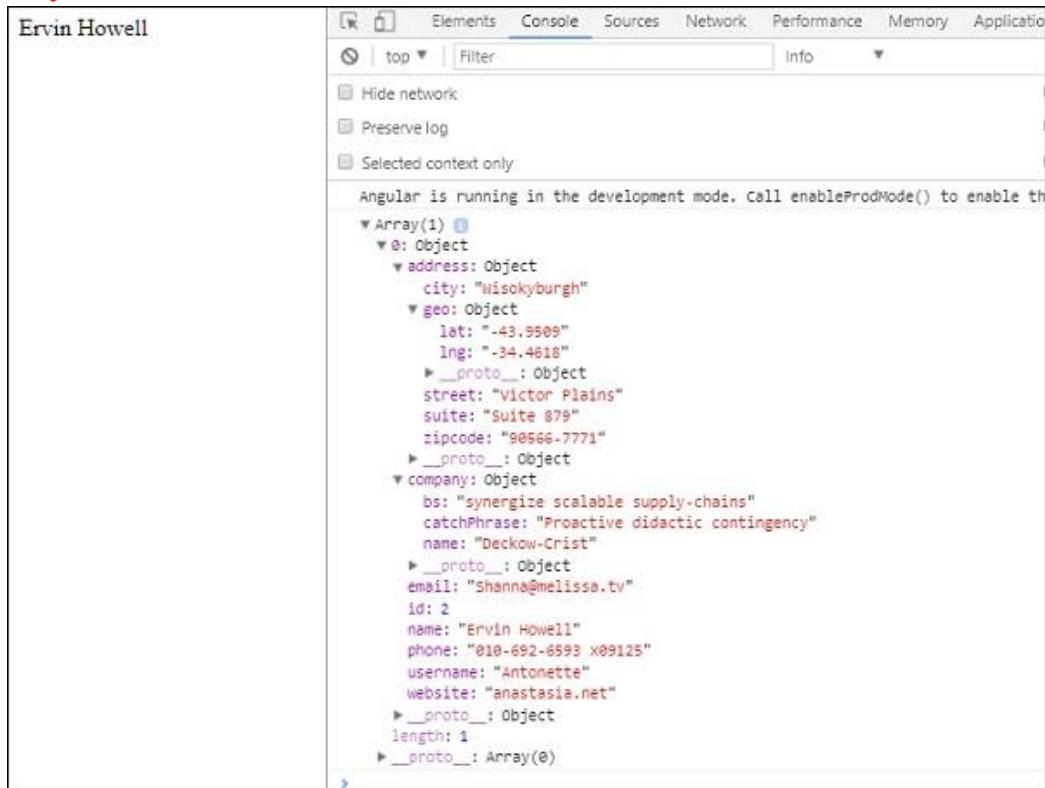 Ervin Howell
Elements Console Sources Network Performance Memory Applicatio
top ▼ Filter Info ▼
Hide network
Preserve log
Selected context only
Angular is running in the development mode. Call enableProdMode() to enable th
▼ Array(1) i
▼ 0: Object
▼ address: Object
city: "Wisokyburgh"
▼ geo: Object
lat: "-43.9509"
lng: "-34.4618"
▶ __proto__: Object
street: "Victor Plains"
suite: "Suite 879"
zipcode: "90566-7771"
▶ __proto__: Object
▼ company: Object
bs: "synergize scalable supply-chains"
catchPhrase: "Proactive didactic contingency"
name: "Deckow-Crist"
▶ __proto__: Object
email: "Shanna@melissa.tv"
id: 2
name: "Ervin Howell"
phone: "010-692-6593 x09125"
username: "Antonette"
website: "anastasia.net"
▶ __proto__: Object
length: 1
▶ __proto__: Array(0)